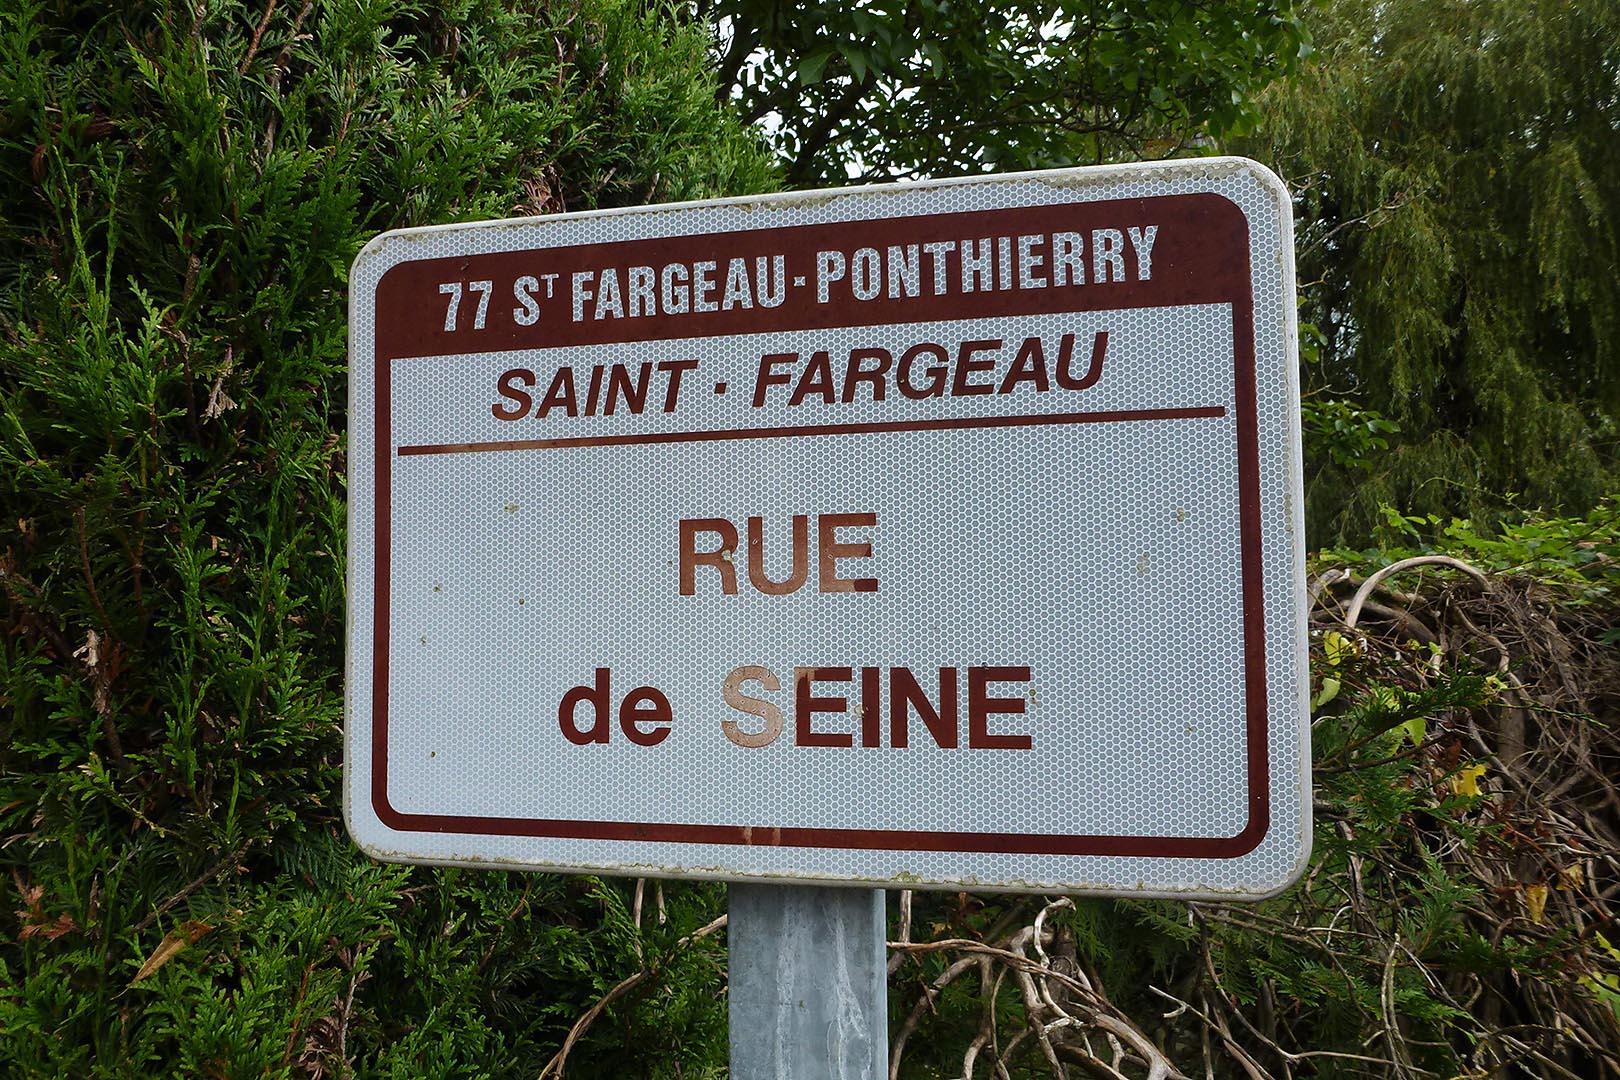 77 ST FARGEAU-PONTHIERRY
SAINT-FARGEAU
RUE
de SEINE